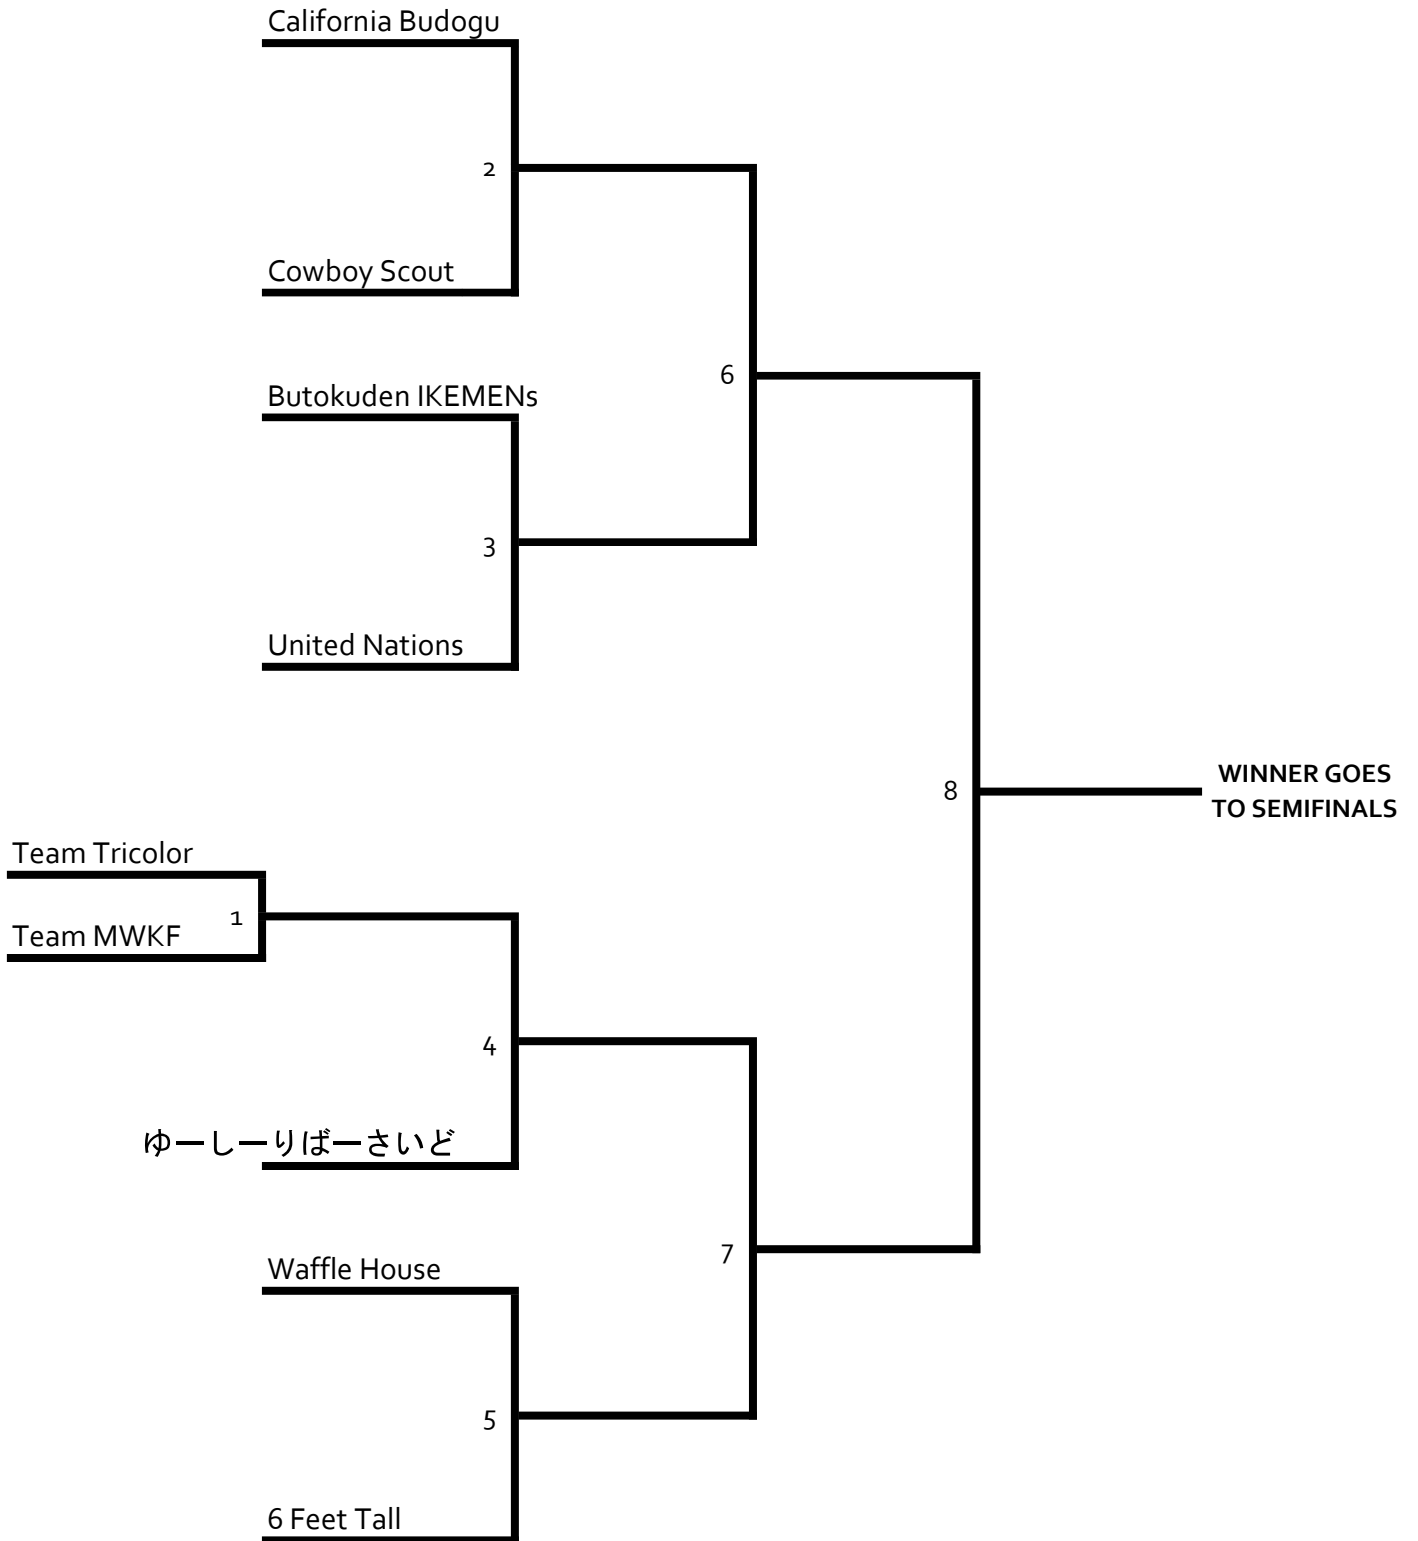 California Budogu
2
Cowboy Scout
Butokuden IKEMENs
6
3
United Nations
WINNER GOES
8
TO SEMIFINALS
Team Tricolor
1
Team MWKF
4
ゆーしーりばーさいど
Waffle House
7
5
6 Feet Tall